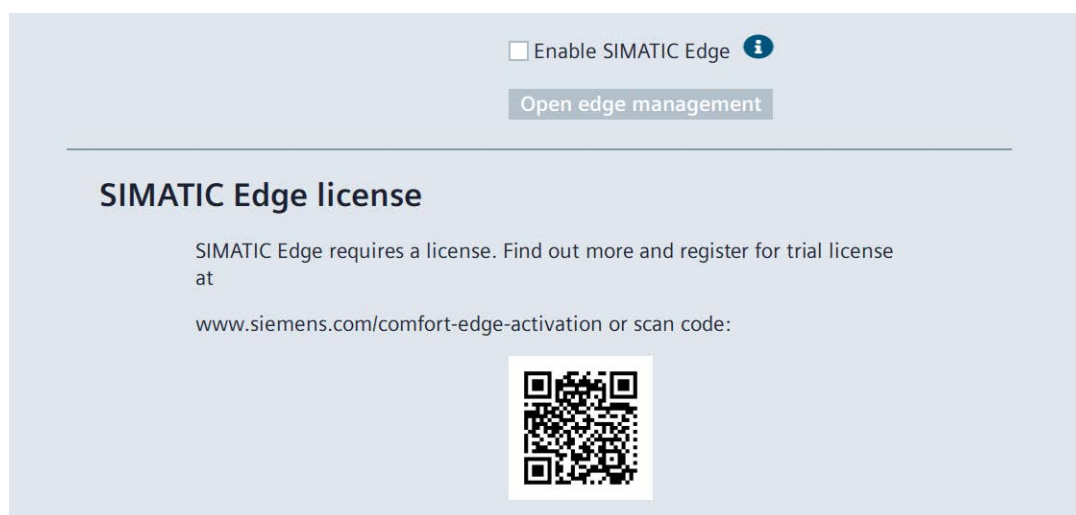 Enable SIMATIC Edge
Open edge management
SIMATIC Edge license
SIMATIC Edge requires a license. Find out more and register for trial license
at
www.siemens.com/comfort-edge-activation or scan code: